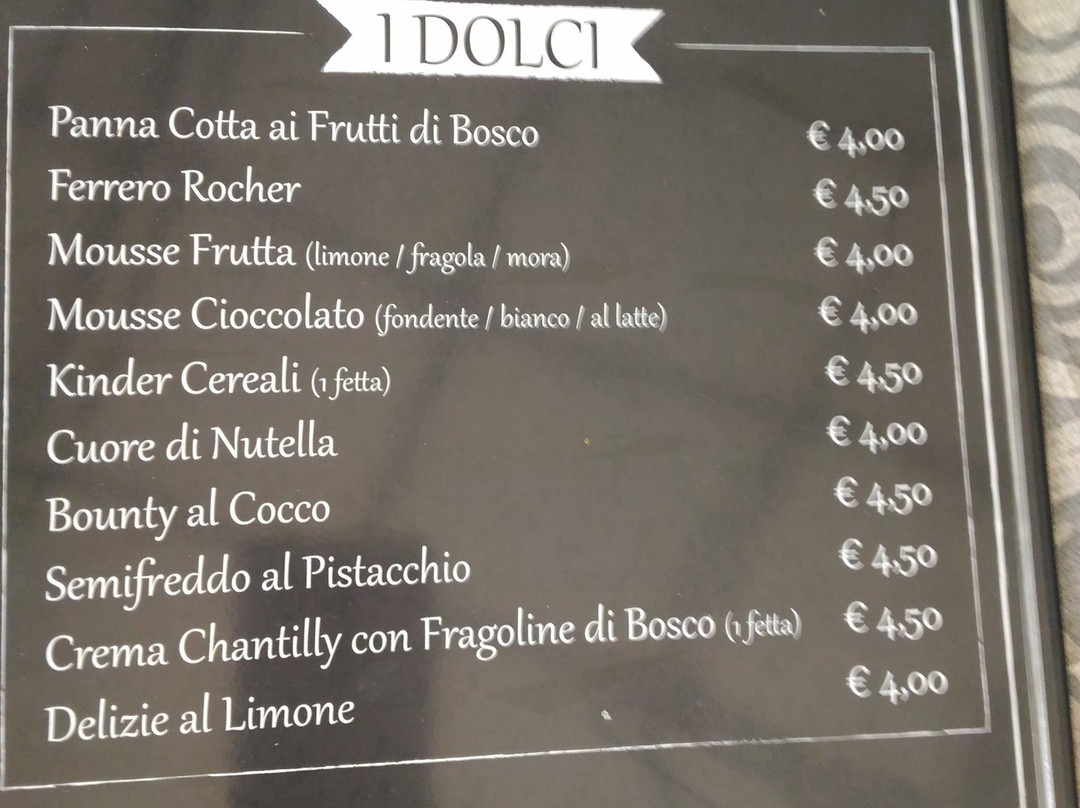 I DOLCI
Panna Cotta ai Frutti di Bosco € 4,00
Ferrero Rocher € 4,50
Mousse Frutta (limone / fragola / mora) € 4,00
Mousse Cioccolato (fondente / bianco / al latte) € 4,00
Kinder Cereali (1 fetta) € 4,50
Cuore di Nutella € 4,00
Bounty al Cocco € 4,50
Semifreddo al Pistacchio € 4,50
Crema Chantilly con Fragoline di Bosco (1 fetta) € 4,50
Delizie al Limone € 4,00